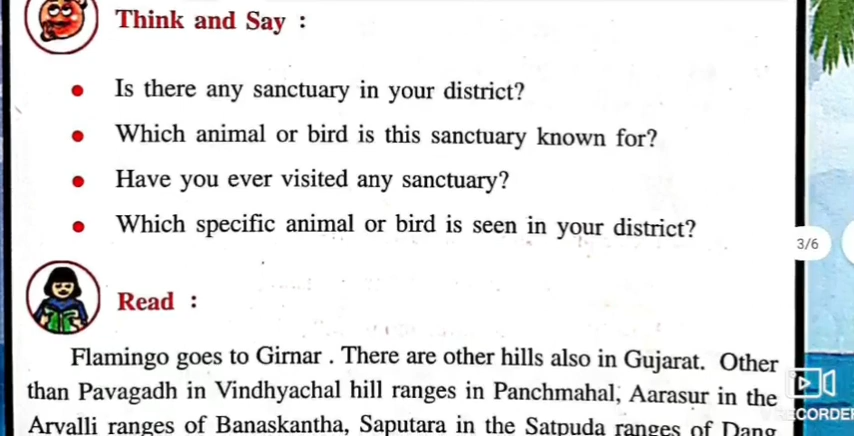 Think and Say :
• Is there any sanctuary in your district?
• Which animal or bird is this sanctuary known for?
• Have you ever visited any sanctuary?
• Which specific animal or bird is seen in your district?
3/6
Read :
Flamingo goes to Girnar . There are other hills also in Gujarat. Other
than Pavagadh in Vindhyachal hill ranges in Panchmahal, Aarasur in the
RECORDER
Arvalli ranges of Banaskantha, Saputara in the Satpuda ranges of Dang